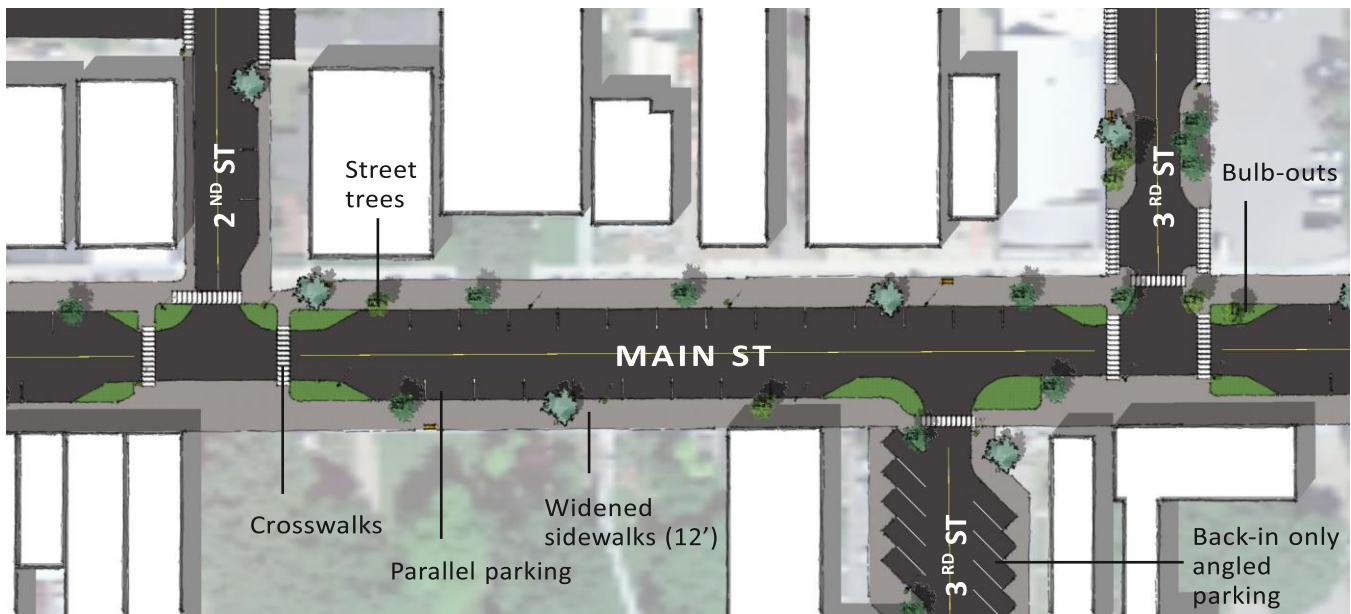 2ND ST
Street
trees
3RD ST
Bulb-outs
MAIN ST
Crosswalks
Parallel parking
Widened
sidewalks (12’)
3RD ST
Back-in only
angled
parking